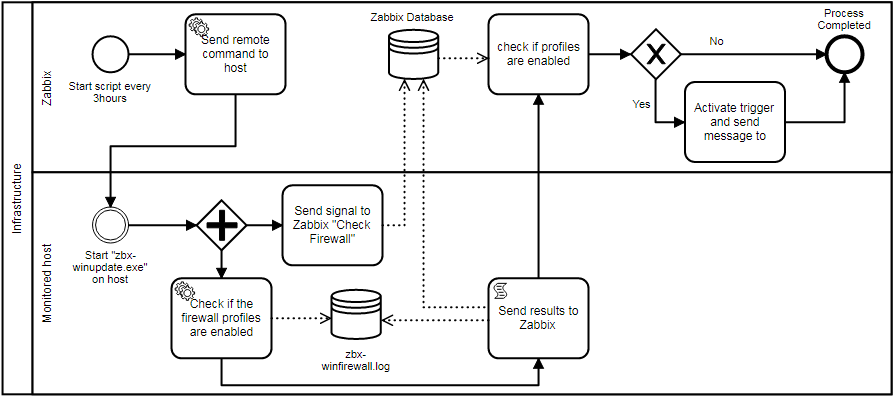 Infrastructure
Zabbix
Start script every
3hours
Send remote
command to
host
Zabbix Database
check if profiles
are enabled
No
Yes
Activate trigger
and send
message to
Process
Completed
Monitored host
Start "zbx-
winupdate.exe"
on host
Send signal to
Zabbix "Check
Firewall"
Check if the
firewall profiles
are enabled
zbx-
winfirewall.log
Send results to
Zabbix